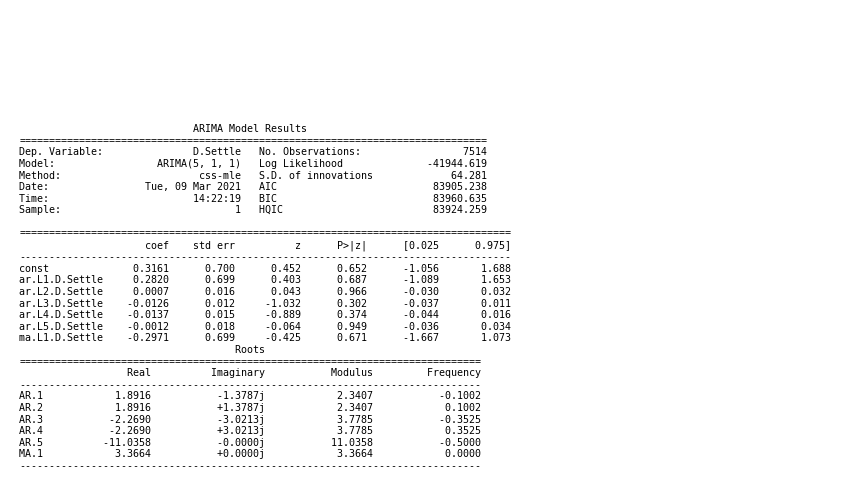 ARIMA Model Results
==============================================================================
Dep. Variable:               D.Settle   No. Observations:                 7514
Model:                 ARIMA(5, 1, 1)   Log Likelihood              -41944.619
Method:                       css-mle   S.D. of innovations             64.281
Date:                Tue, 09 Mar 2021   AIC                          83905.238
Time:                        14:22:19   BIC                          83960.635
Sample:                             1   HQIC                         83924.259

==================================================================================
                     coef    std err          z      P>|z|      [0.025      0.975]
----------------------------------------------------------------------------------
const              0.3161      0.700      0.452      0.652      -1.056       1.688
ar.L1.D.Settle     0.2820      0.699      0.403      0.687      -1.089       1.653
ar.L2.D.Settle     0.0007      0.016      0.043      0.966      -0.030       0.032
ar.L3.D.Settle    -0.0126      0.012     -1.032      0.302      -0.037       0.011
ar.L4.D.Settle    -0.0137      0.015     -0.889      0.374      -0.044       0.016
ar.L5.D.Settle    -0.0012      0.018     -0.064      0.949      -0.036       0.034
ma.L1.D.Settle    -0.2971      0.699     -0.425      0.671      -1.667       1.073
                                    Roots
=============================================================================
                  Real          Imaginary           Modulus         Frequency
-----------------------------------------------------------------------------
AR.1            1.8916           -1.3787j            2.3407           -0.1002
AR.2            1.8916           +1.3787j            2.3407            0.1002
AR.3           -2.2690           -3.0213j            3.7785           -0.3525
AR.4           -2.2690           +3.0213j            3.7785            0.3525
AR.5          -11.0358           -0.0000j           11.0358           -0.5000
MA.1            3.3664           +0.0000j            3.3664            0.0000
-----------------------------------------------------------------------------